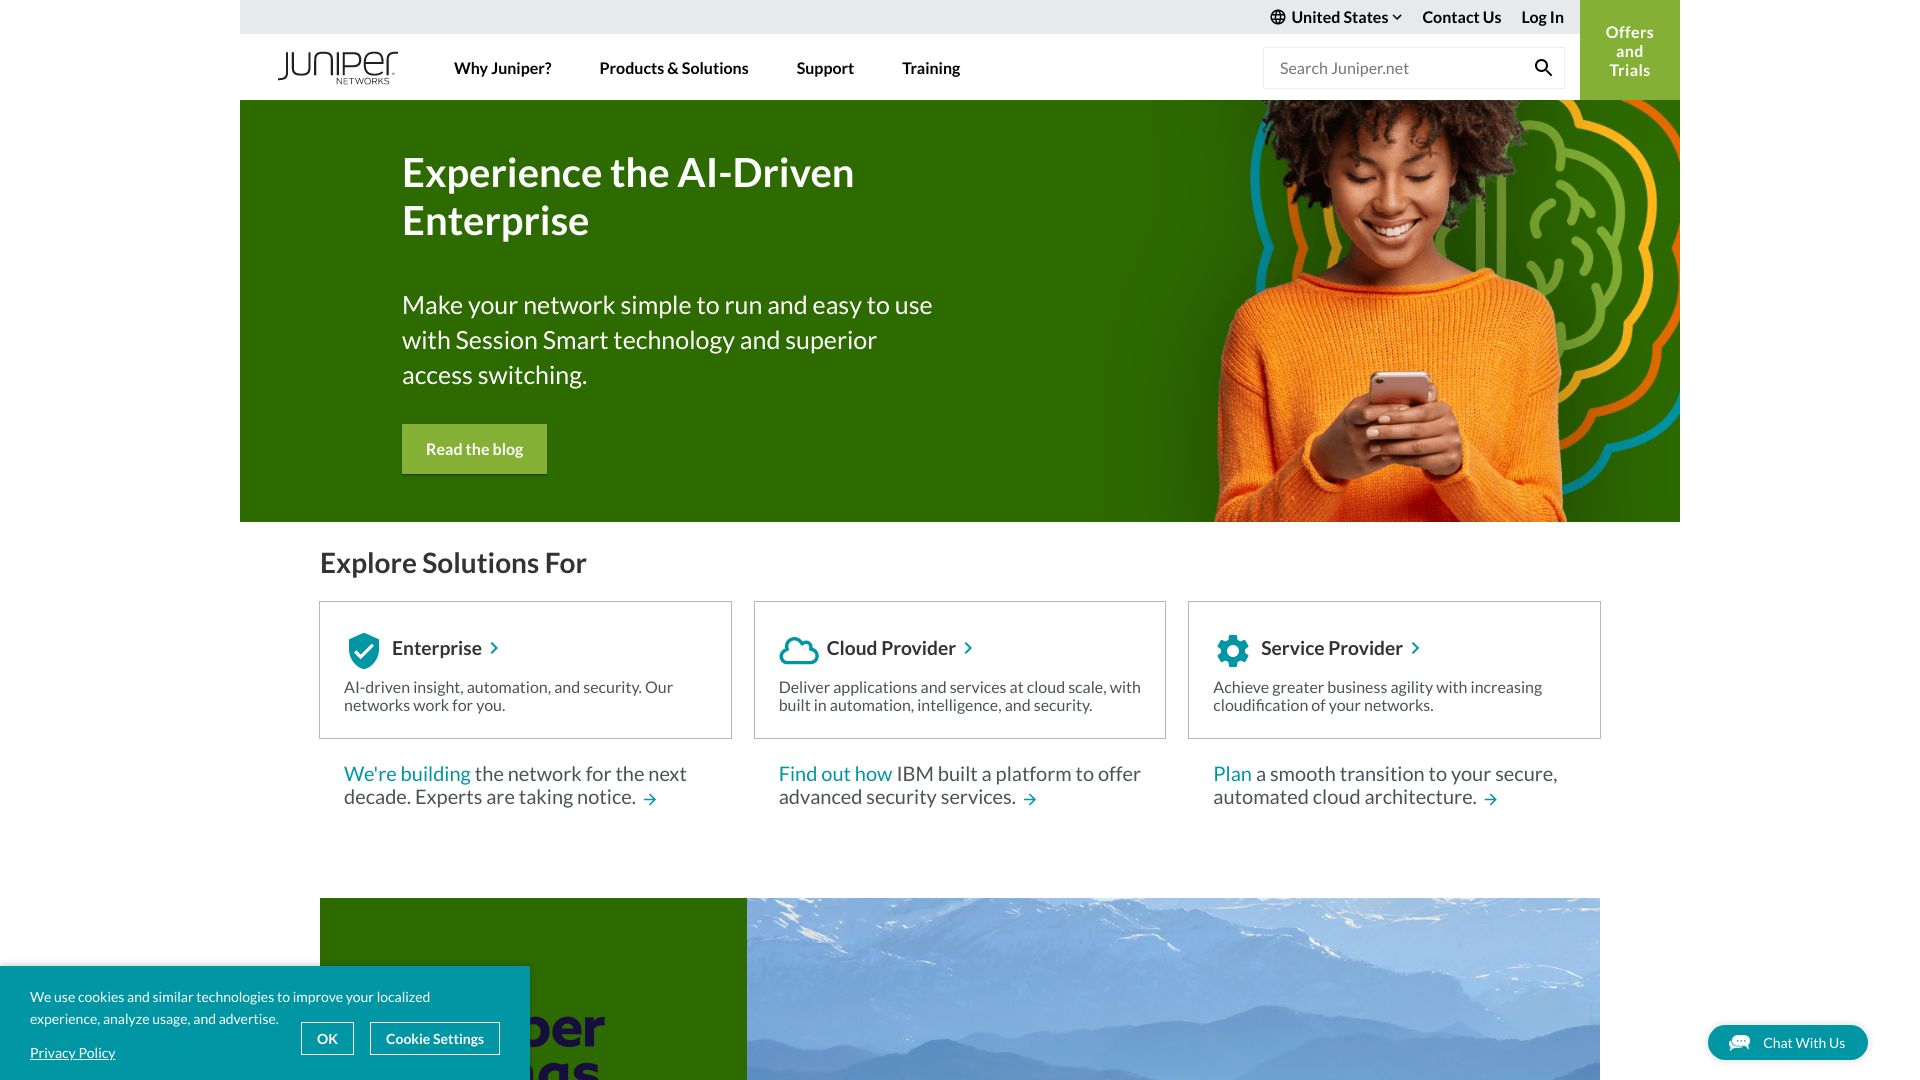 United States
Contact Us
Log In
Offers
and
Trials
JUNIPER
NETWORKS
Why Juniper?
Products & Solutions
Support
Training
Search Juniper.net
Experience the AI-Driven
Enterprise
Make your network simple to run and easy to use
with Session Smart technology and superior
access switching.
Read the blog
Explore Solutions For
Enterprise
AI-driven insight, automation, and security. Our
networks work for you.
We're building the network for the next
decade. Experts are taking notice.
Cloud Provider
Deliver applications and services at cloud scale, with
built in automation, intelligence, and security.
Find out how IBM built a platform to offer
advanced security services.
Service Provider
Achieve greater business agility with increasing
cloudification of your networks.
Plan a smooth transition to your secure,
automated cloud architecture.
We use cookies and similar technologies to improve your localized
experience, analyze usage, and advertise.
Privacy Policy
OK
Cookie Settings
Chat With Us